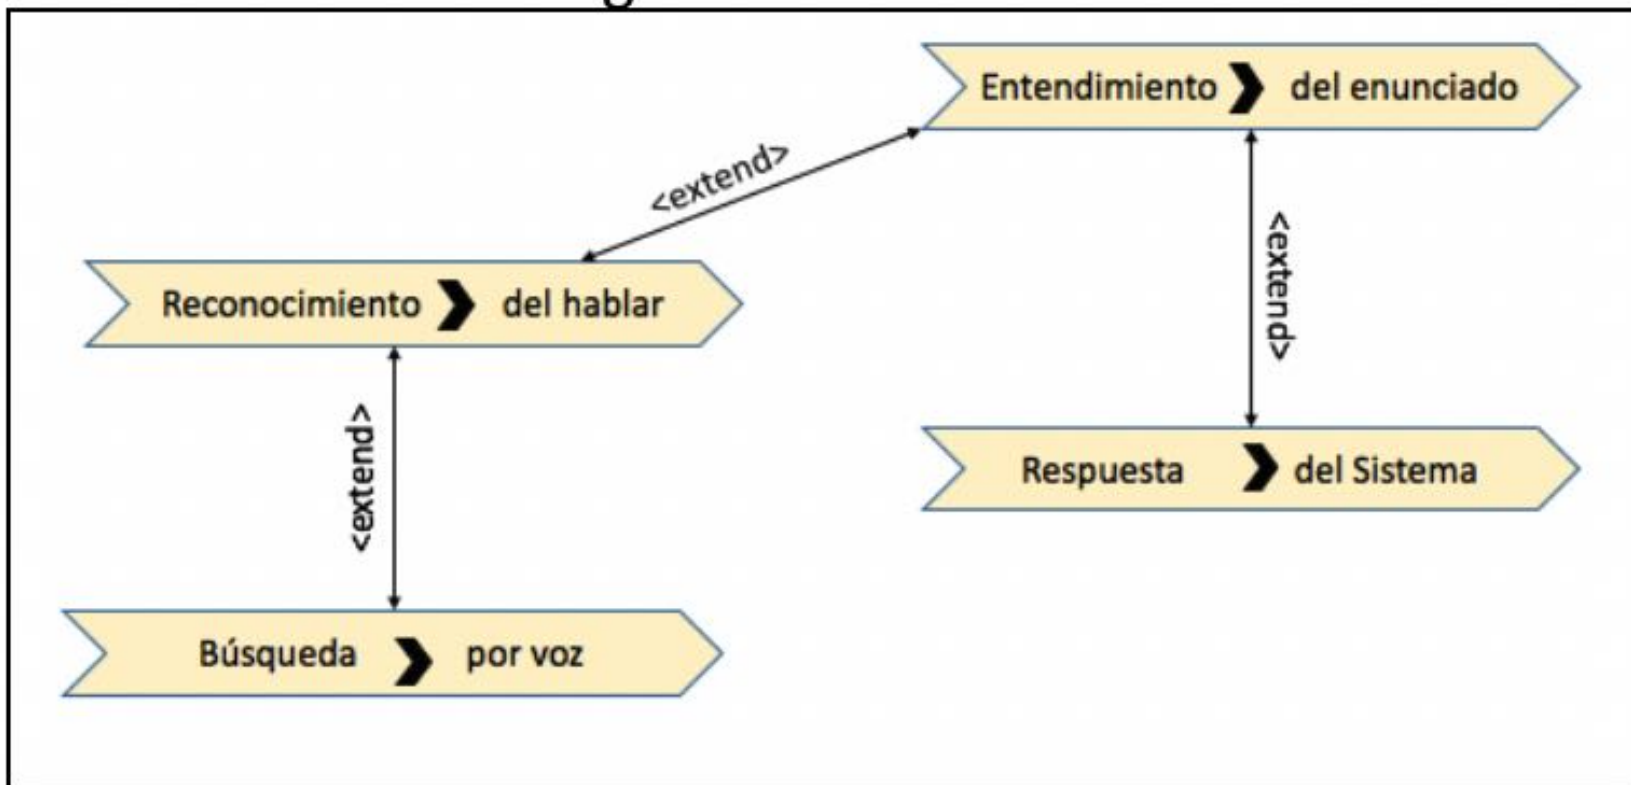 Entendimiento del enunciado
<extend>
<extend>
Reconocimiento del hablar
<extend>
Respuesta del Sistema
Búsqueda por voz